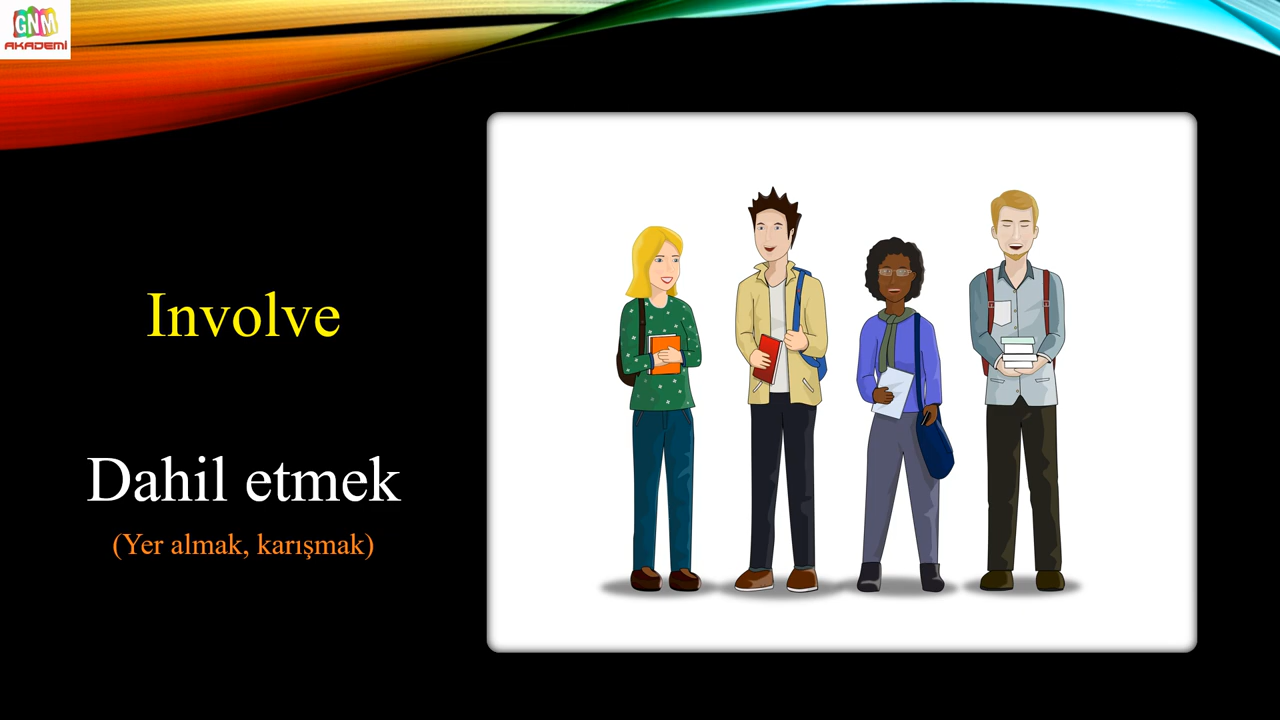 GNM
AKADEMİ
Involve
Dahil etmek
(Yer almak, karışmak)